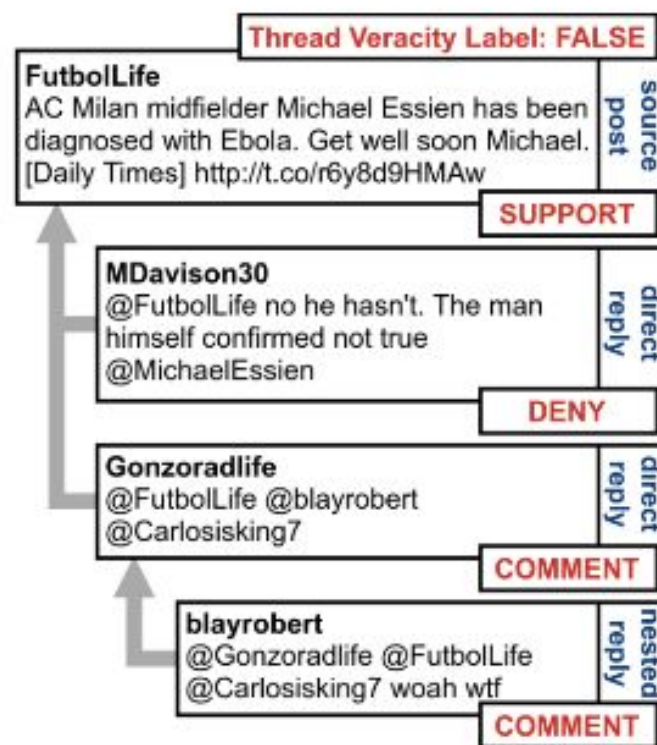 Thread Veracity Label: FALSE
FutbolLife
AC Milan midfielder Michael Essien has been
diagnosed with Ebola. Get well soon Michael.
[Daily Times] http://t.co/r6y8d9HMAw
source
post
SUPPORT
MDavison30
@FutbolLife no he hasn't. The man
himself confirmed not true
@MichaelEssien
direct
reply
DENY
Gonzoradlife
@FutbolLife @blayrobert
@Carlosisking7
direct
reply
COMMENT
blayrobert
@Gonzoradlife @FutbolLife
@Carlosisking7 woah wtf
nested
reply
COMMENT